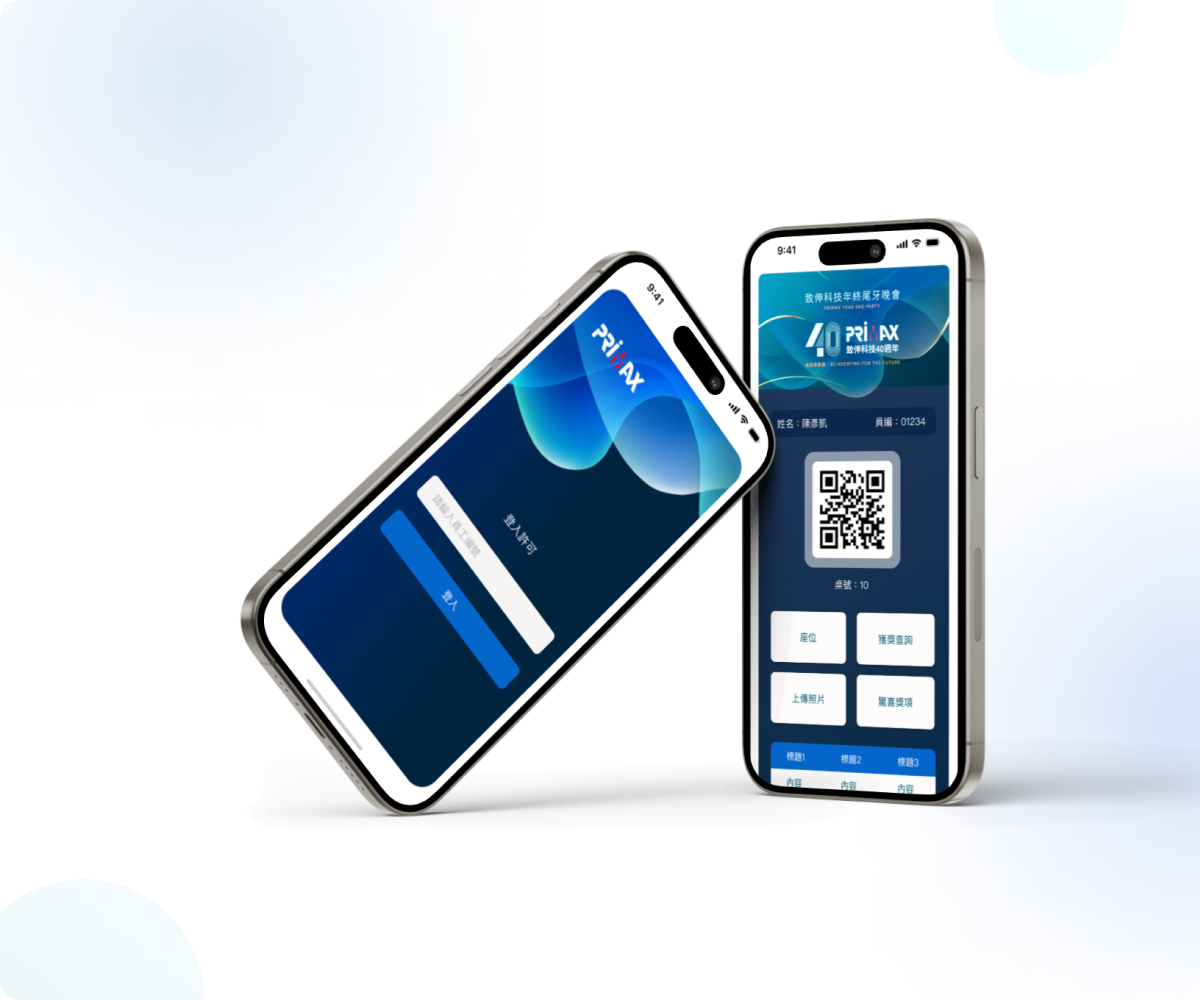 9:41
PRiMAX
登入許可
請輸入員工編號
登入
9:41
致伸科技年終尾牙晚會
PRIMAX YEAR END PARTY
40 PRiMAX
致伸科技40週年
REINVENTING FOR THE FUTURE
姓名：陳彥凱 員編：01234
桌號：10
座位 獲獎查詢
上傳照片 驚喜獎項
標題1 標題2 標題3
內容 內容 內容